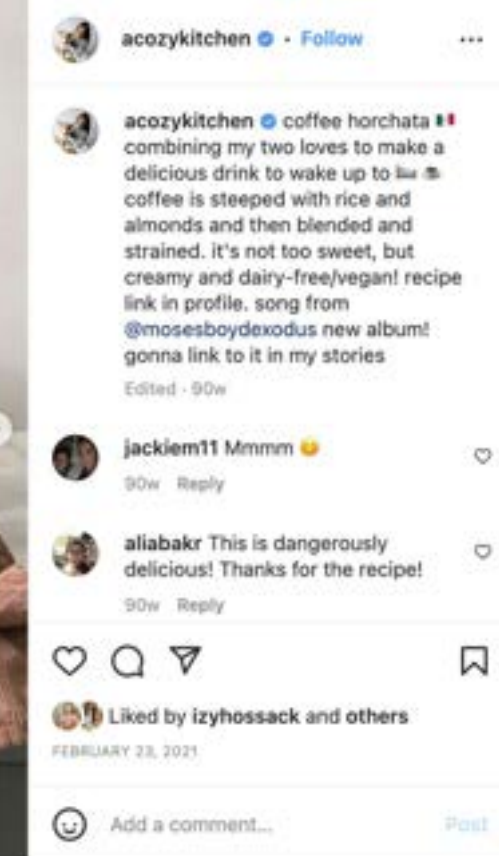 acozykitchen • Follow
acozykitchen coffee horchata 🇲🇽
combining my two loves to make a
delicious drink to wake up to 🛏️ ☕
coffee is steeped with rice and
almonds and then blended and
strained. it's not too sweet, but
creamy and dairy-free/vegan! recipe
link in profile. song from
@mosesboydexodus new album!
gonna link to it in my stories
Edited · 90w
jackiem11 Mmmm 😋
90w Reply
aliabakr This is dangerously
delicious! Thanks for the recipe!
90w Reply
Liked by izyhossack and others
FEBRUARY 23, 2021
Add a comment...
Post